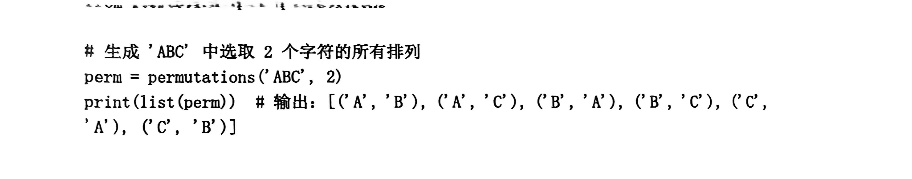 # 生成 'ABC' 中选取 2 个字符的所有排列
perm = permutations('ABC', 2)
print(list(perm))  # 输出：[('A', 'B'), ('A', 'C'), ('B', 'A'), ('B', 'C'), ('C',
'A'), ('C', 'B')]